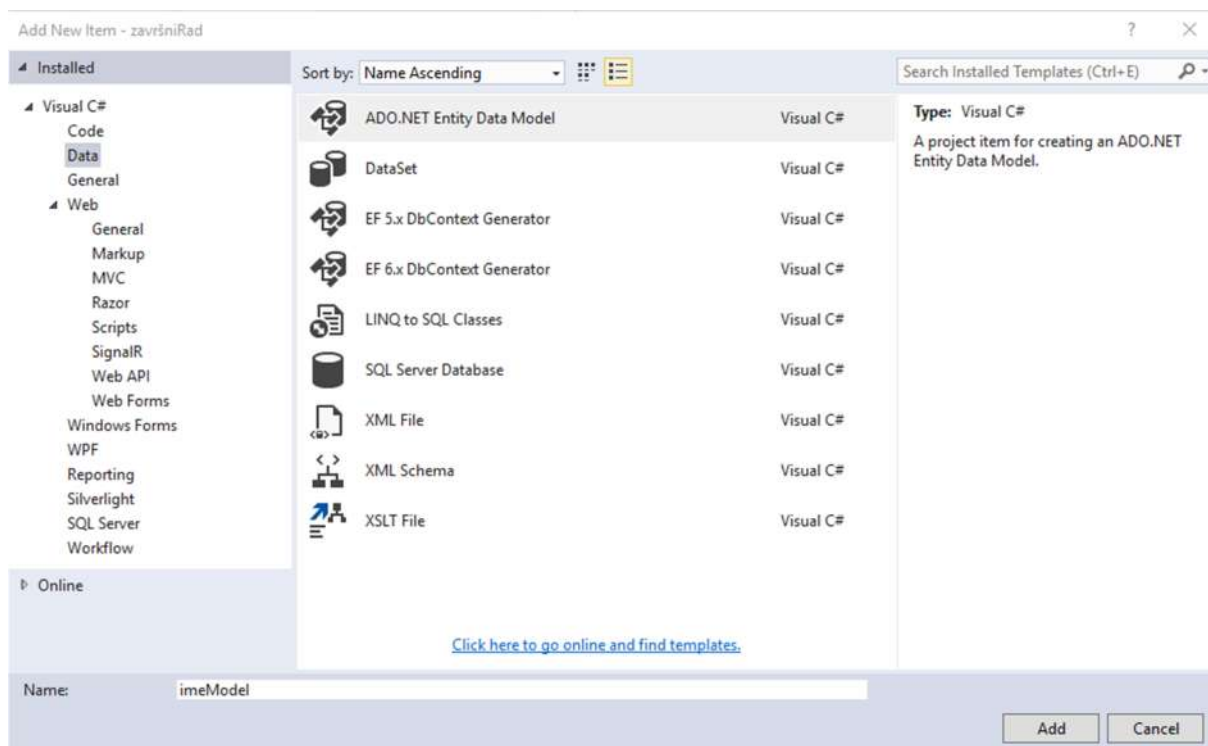 Add New Item - završniRad
?
Installed
Sort by: Name Ascending
Search Installed Templates (Ctrl+E)
Visual C#
Code
Data
General
Web
General
Markup
MVC
Razor
Scripts
SignalR
Web API
Web Forms
Windows Forms
WPF
Reporting
Silverlight
SQL Server
Workflow
Online
ADO.NET Entity Data Model Visual C#
DataSet Visual C#
EF 5.x DbContext Generator Visual C#
EF 6.x DbContext Generator Visual C#
LINQ to SQL Classes Visual C#
SQL Server Database Visual C#
XML File Visual C#
XML Schema Visual C#
XSLT File Visual C#
Click here to go online and find templates.
Type: Visual C#
A project item for creating an ADO.NET
Entity Data Model.
Name: imeModel
Add Cancel